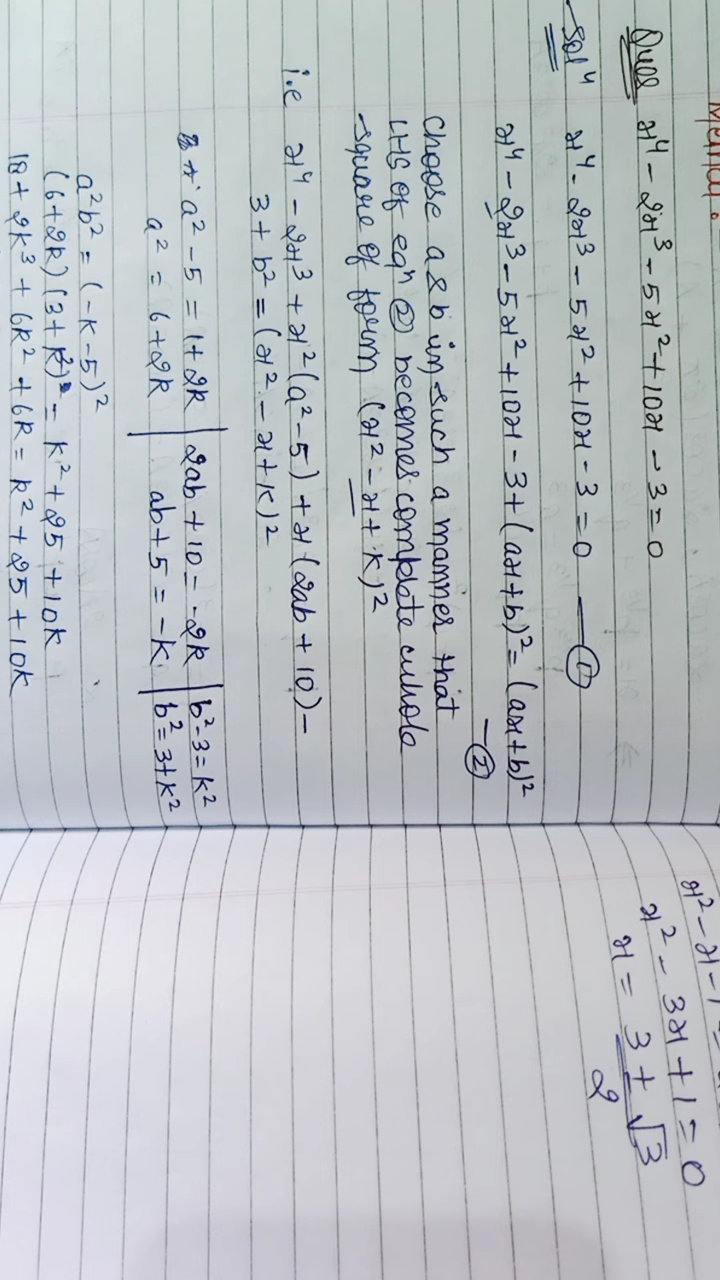 Ques x⁴ - 2x³ - 5x² + 10x - 3 = 0
Solⁿ x⁴ - 2x³ - 5x² + 10x - 3 = 0 — ①
x⁴ - 2x³ - 5x² + 10x - 3 + (ax+b)² = (ax+b)²
— ②
Choose a & b in such a manner that
LHS of eqn ② becomes complete whole
square of form (x² - x + k)²
i.e x⁴ - 2x³ + x²(a²-5) + x(2ab+10) -
3 + b² = (x² - x + k)²
a² - 5 = 1 + 2k | 2ab + 10 = -2k | b² - 3 = k²
a² = 6 + 2k | ab + 5 = -k | b² = 3 + k²
a²b² = (-k-5)²
(6+2k)(3+k²) = k² + 25 + 10k
18 + 2k³ + 6k² + 6k = k² + 25 + 10k
x² - x - 1
x² - 3x + 1 = 0
x = 3 ± √3
2